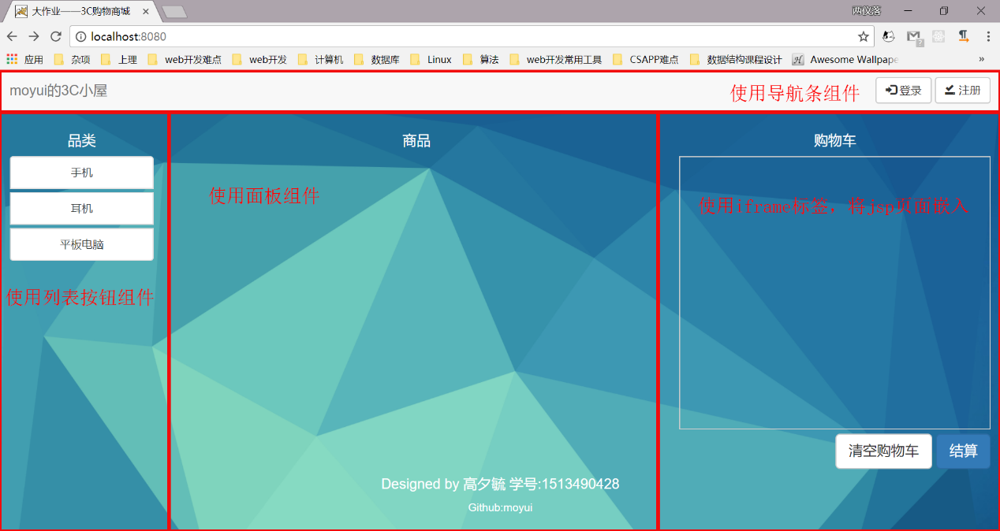 大作业——3C购物商城
两仪落
localhost:8080
应用 杂项 上理 web开发难点 web开发 计算机 数据库 Linux 算法 web开发常用工具 CSAPP难点 数据结构课程设计 Awesome Wallpape
moyui的3C小屋 使用导航条组件 登录 注册
品类 商品 购物车
手机
使用面板组件
耳机
使用iframe标签，将jsp页面嵌入
平板电脑
使用列表按钮组件
清空购物车 结算
Designed by 高夕毓 学号:1513490428
Github:moyui